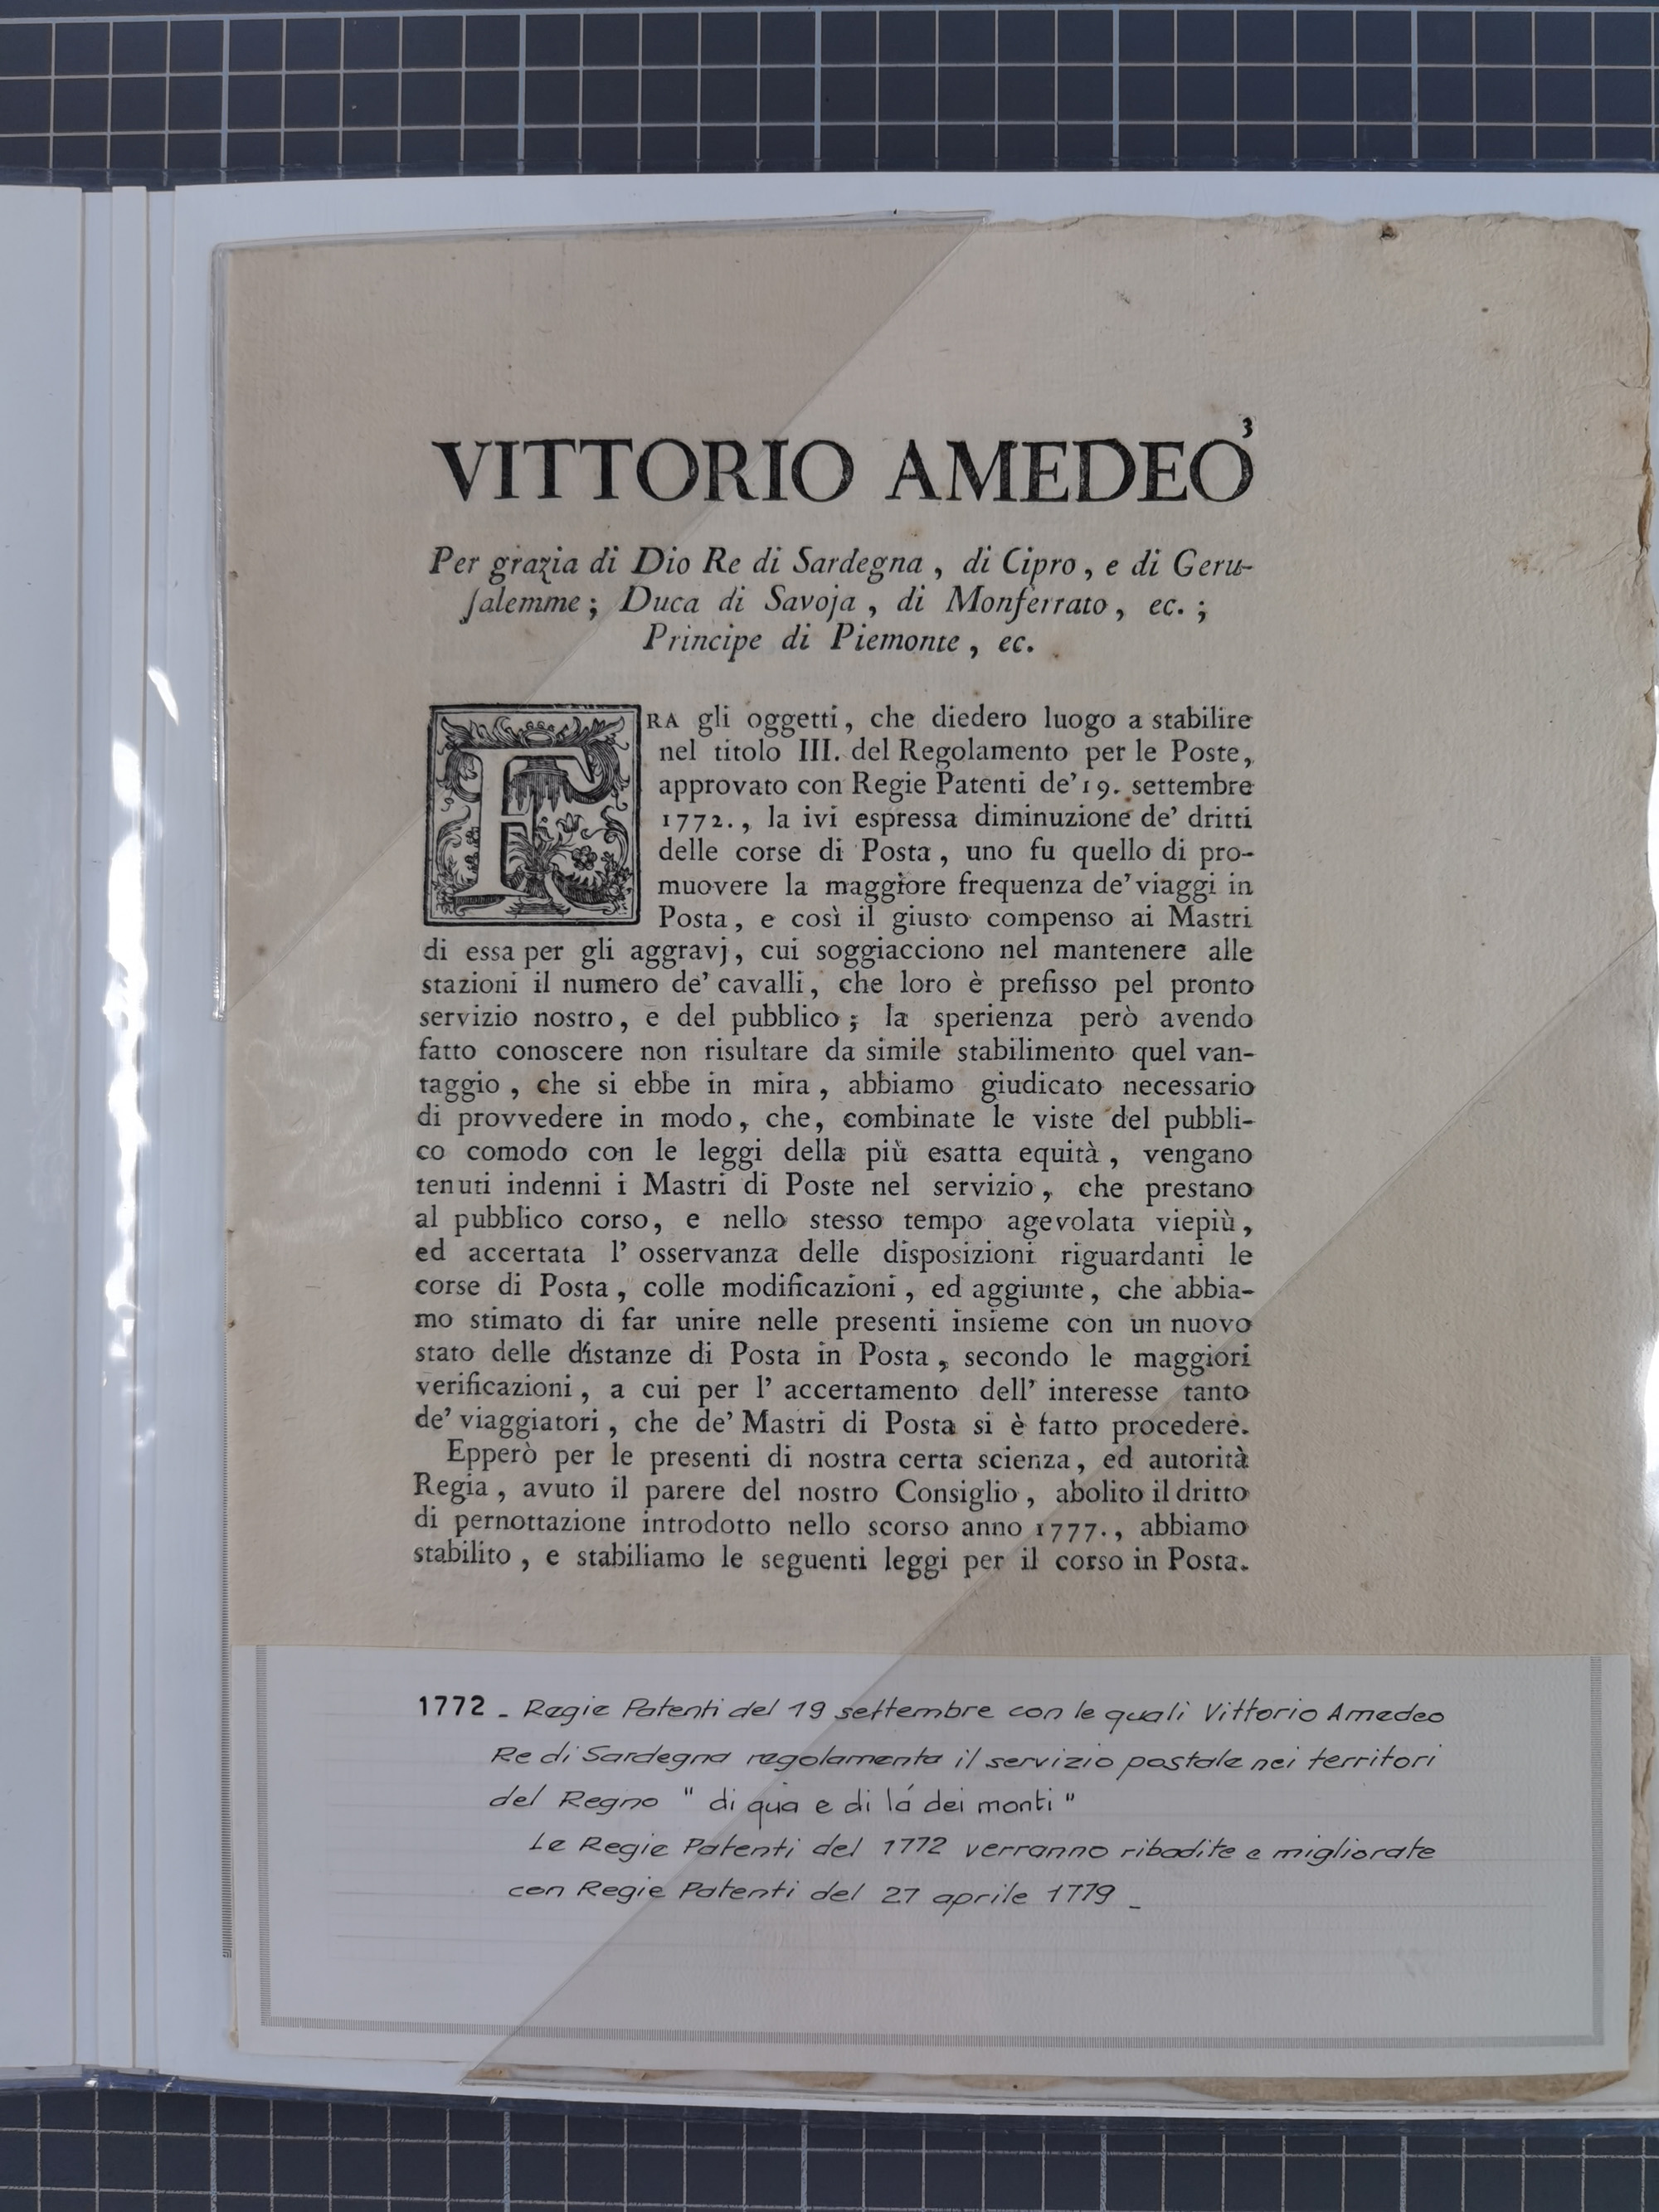 3
VITTORIO AMEDEO
Per grazia di Dio Re di Sardegna, di Cipro, e di Geru-
salemme; Duca di Savoja, di Monferrato, ec.;
Principe di Piemonte, ec.
FRA gli oggetti, che diedero luogo a stabilire
nel titolo III. del Regolamento per le Poste,
approvato con Regie Patenti de' 19. settembre
1772., la ivi espressa diminuzione de' dritti
delle corse di Posta, uno fu quello di pro-
muovere la maggiore frequenza de' viaggi in
Posta, e così il giusto compenso ai Mastri
di essa per gli aggravj, cui soggiacciono nel mantenere alle
stazioni il numero de' cavalli, che loro è prefisso pel pronto
servizio nostro, e del pubblico; la sperienza però avendo
fatto conoscere non risultare da simile stabilimento quel van-
taggio, che si ebbe in mira, abbiamo giudicato necessario
di provvedere in modo, che, combinate le viste del pubbli-
co comodo con le leggi della più esatta equità, vengano
tenuti indenni i Mastri di Poste nel servizio, che prestano
al pubblico corso, e nello stesso tempo agevolata viepiù,
ed accertata l' osservanza delle disposizioni riguardanti le
corse di Posta, colle modificazioni, ed aggiunte, che abbia-
mo stimato di far unire nelle presenti insieme con un nuovo
stato delle distanze di Posta in Posta, secondo le maggiori
verificazioni, a cui per l' accertamento dell' interesse tanto
de' viaggiatori, che de' Mastri di Posta si è fatto procedere.
Epperò per le presenti di nostra certa scienza, ed autorità
Regia, avuto il parere del nostro Consiglio, abolito il dritto
di pernottazione introdotto nello scorso anno 1777., abbiamo
stabilito, e stabiliamo le seguenti leggi per il corso in Posta.
1772 - Regie Patenti del 19 settembre con le quali Vittorio Amedeo
Re di Sardegna regolamenta il servizio postale nei territori
del Regno " di qua e di lá dei monti "
Le Regie Patenti del 1772 verranno ribadite e migliorate
con Regie Patenti del 27 aprile 1779 _